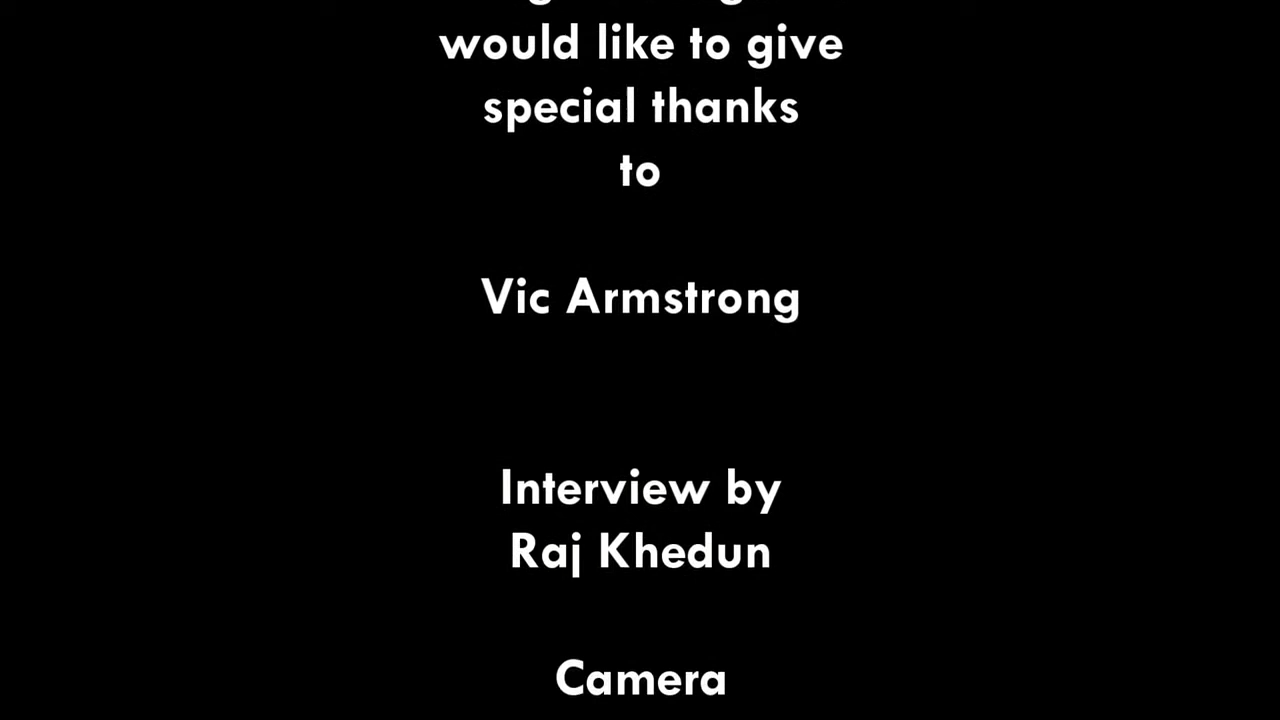 would like to give
special thanks
to
Vic Armstrong
Interview by
Raj Khedun
Camera